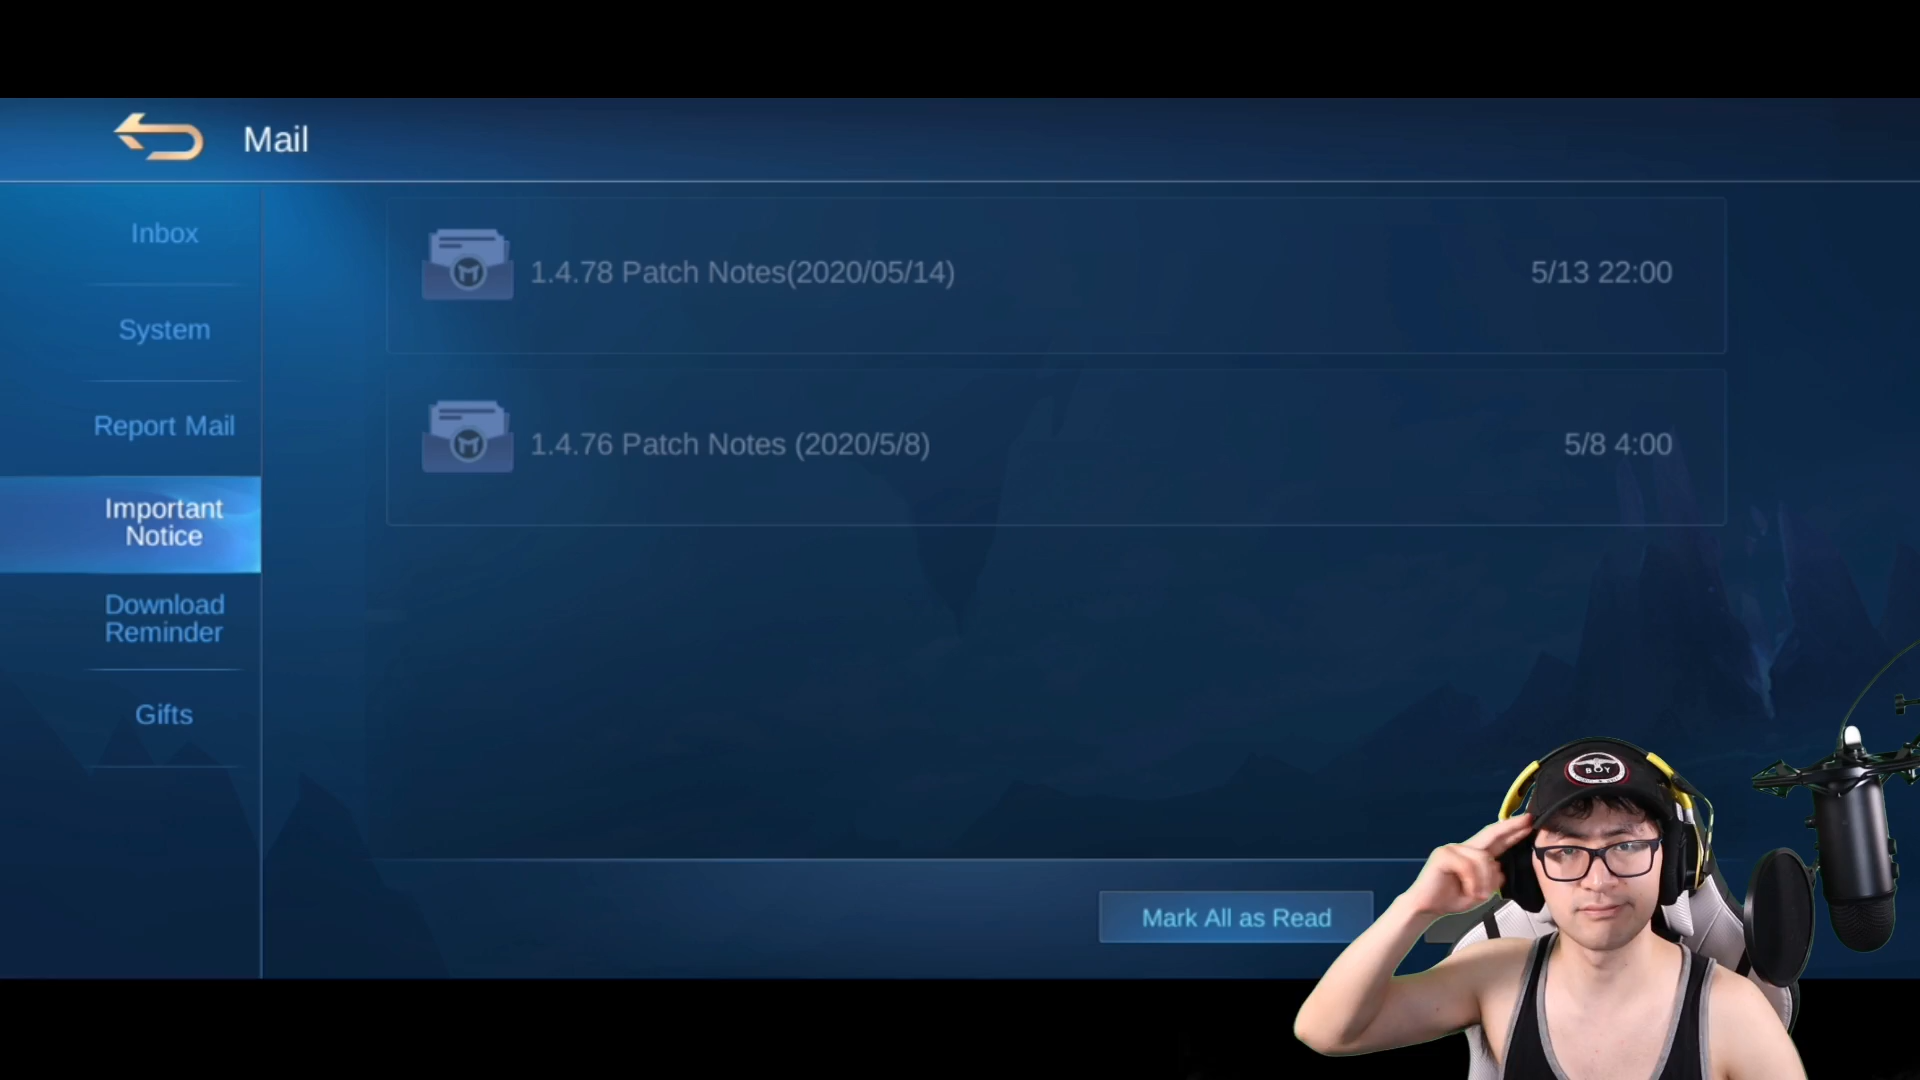 Mail
Inbox
System
Report Mail
Important
Notice
Download
Reminder
Gifts
1.4.78 Patch Notes(2020/05/14)
5/13 22:00
1.4.76 Patch Notes (2020/5/8)
5/8 4:00
Mark All as Read
BOY